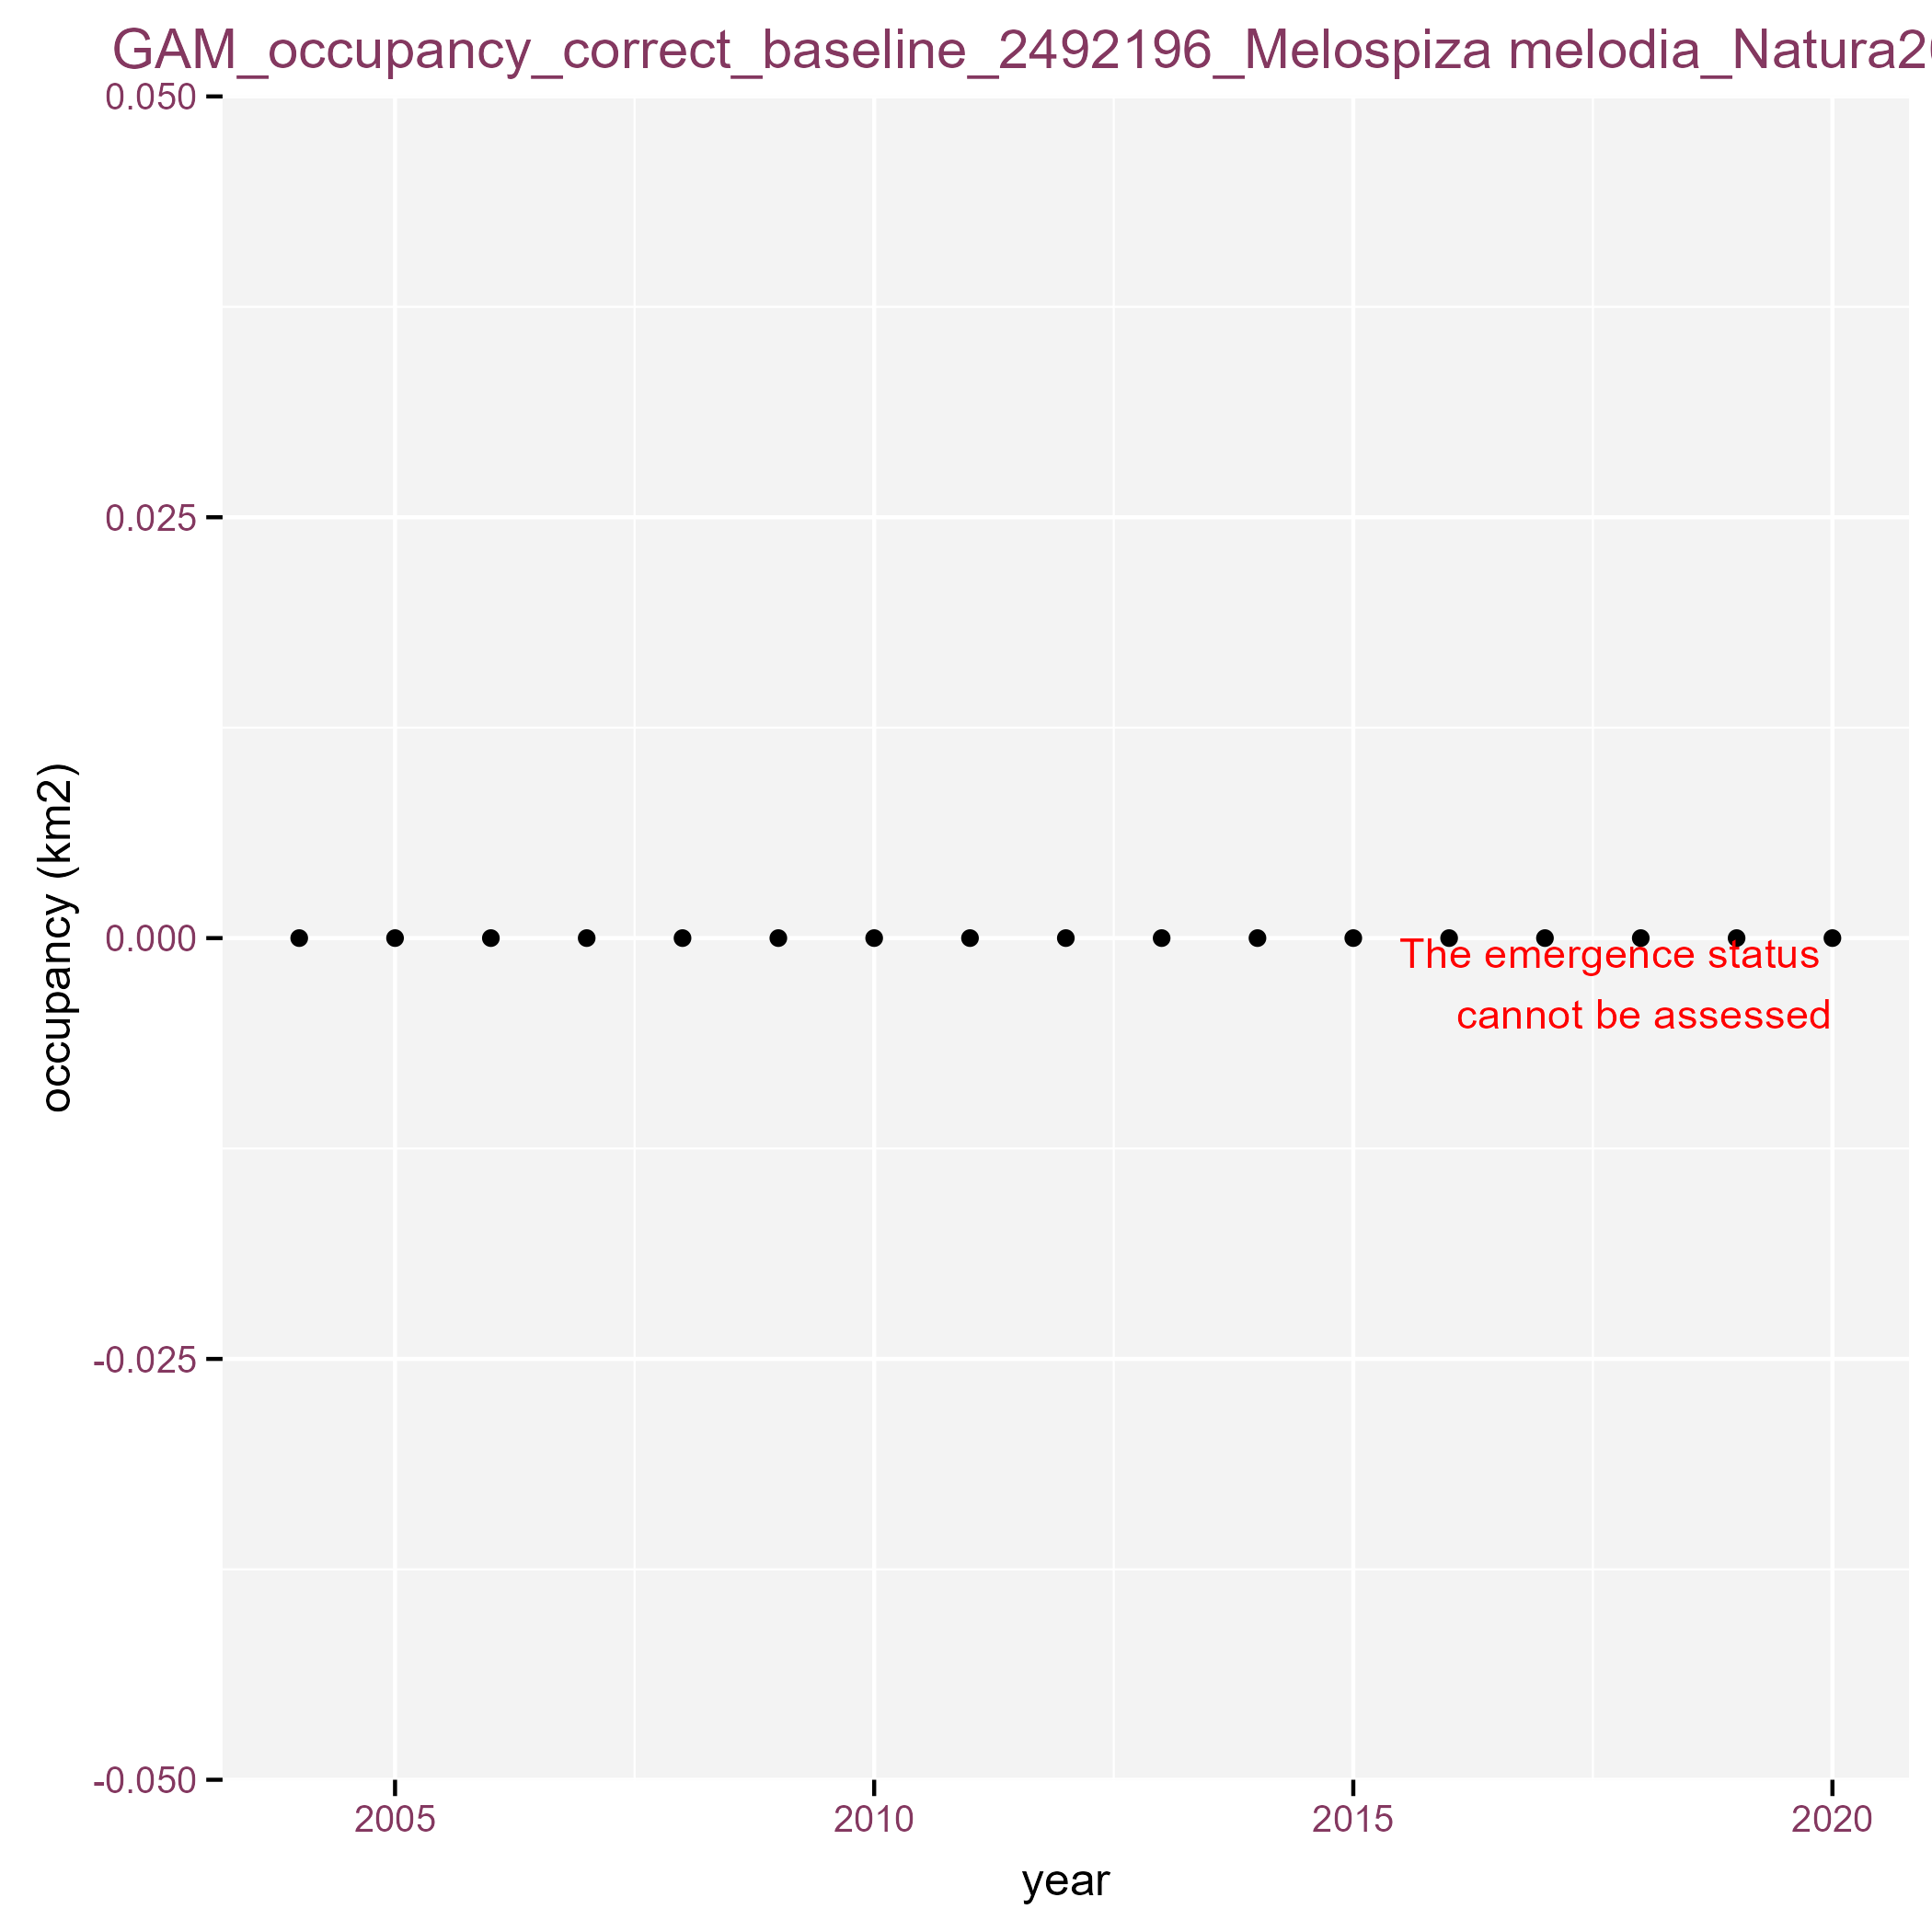 GAM_occupancy_correct_baseline_2492196_Melospiza melodia_Natura2
0.050
0.025
0.000
-0.025
-0.050
occupancy (km2)
The emergence status
cannot be assessed
2005 2010 2015 2020
year